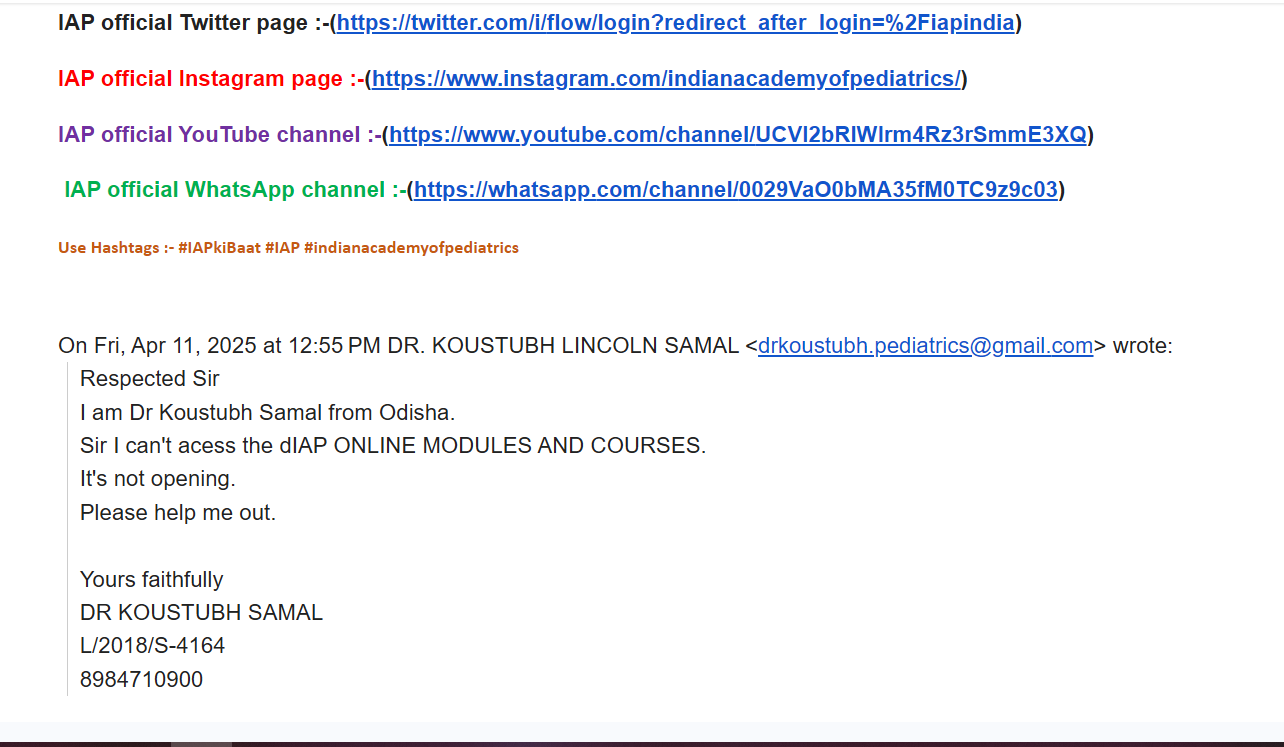 IAP official Twitter page :-(https://twitter.com/i/flow/login?redirect_after_login=%2Fiapindia)
IAP official Instagram page :-(https://www.instagram.com/indianacademyofpediatrics/)
IAP official YouTube channel :-(https://www.youtube.com/channel/UCVI2bRIWIrm4Rz3rSmmE3XQ)
IAP official WhatsApp channel :-(https://whatsapp.com/channel/0029VaO0bMA35fM0TC9z9c03)
Use Hashtags :- #IAPkiBaat #IAP #indianacademyofpediatrics
On Fri, Apr 11, 2025 at 12:55 PM DR. KOUSTUBH LINCOLN SAMAL <drkoustubh.pediatrics@gmail.com> wrote:
Respected Sir
I am Dr Koustubh Samal from Odisha.
Sir I can't acess the dIAP ONLINE MODULES AND COURSES.
It's not opening.
Please help me out.
Yours faithfully
DR KOUSTUBH SAMAL
L/2018/S-4164
8984710900